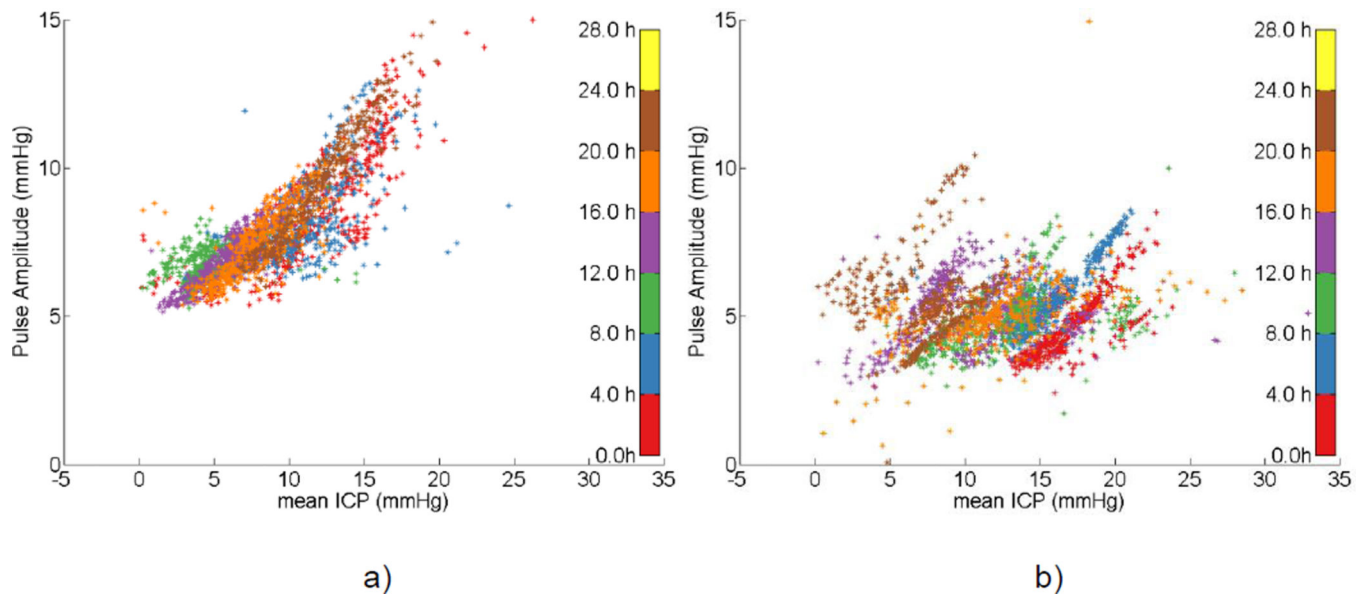 15
10
5
0
Pulse Amplitude (mmHg)
-5 0 5 10 15 20 25 30 35
mean ICP (mmHg)
28.0 h
24.0 h
20.0 h
16.0 h
12.0 h
8.0 h
4.0 h
0.0h
a)
15
10
5
0
Pulse Amplitude (mmHg)
-5 0 5 10 15 20 25 30 35
mean ICP (mmHg)
28.0 h
24.0 h
20.0 h
16.0 h
12.0 h
8.0 h
4.0 h
0.0h
b)